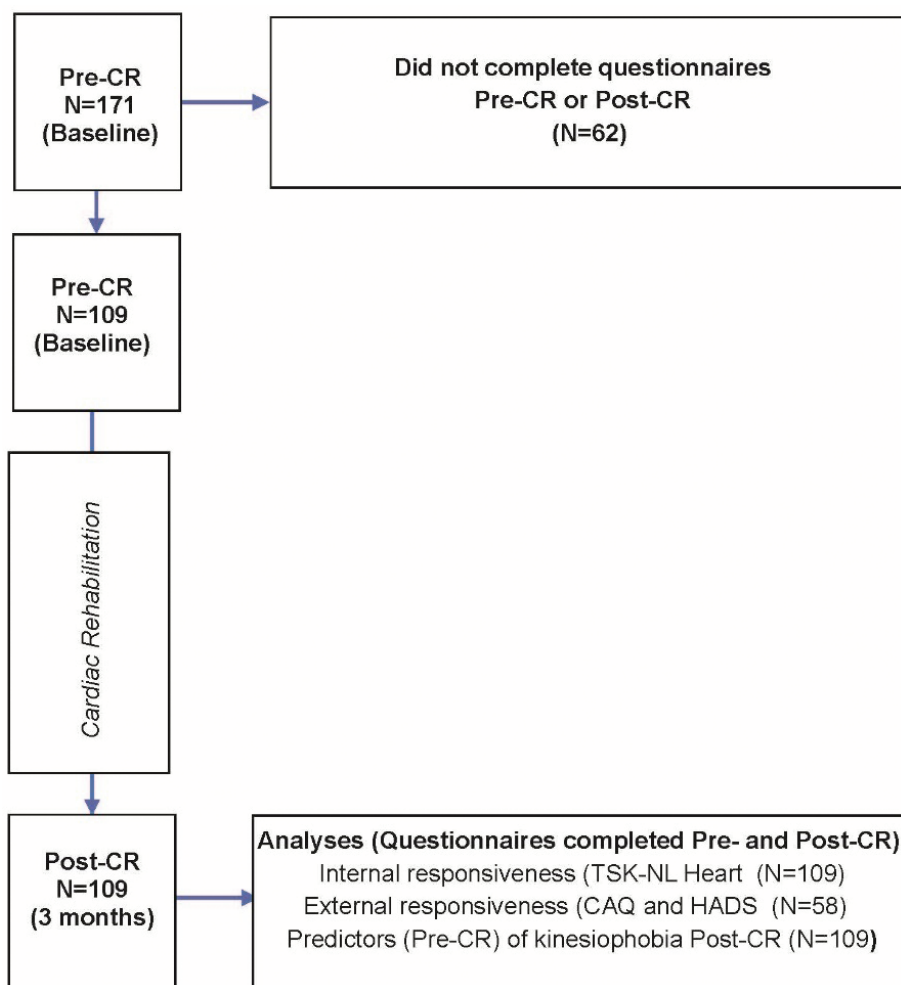 Pre-CR
N=171
(Baseline)
Did not complete questionnaires
Pre-CR or Post-CR
(N=62)
Pre-CR
N=109
(Baseline)
Cardiac Rehabilitation
Post-CR
N=109
(3 months)
Analyses (Questionnaires completed Pre- and Post-CR)
Internal responsiveness (TSK-NL Heart (N=109)
External responsiveness (CAQ and HADS (N=58)
Predictors (Pre-CR) of kinesiophobia Post-CR (N=109)